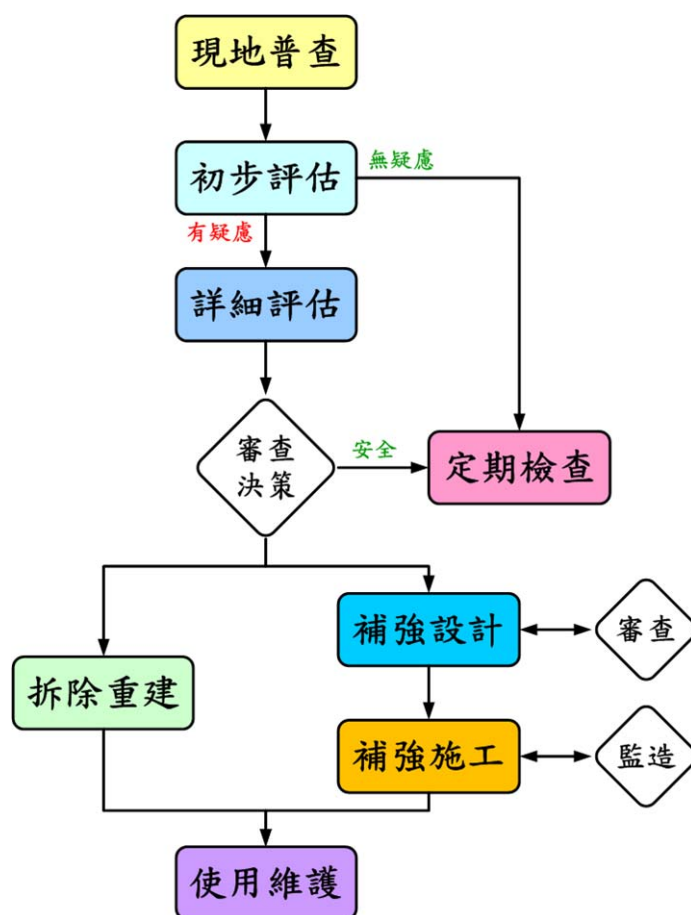 現地普查
初步評估
無疑慮
有疑慮
詳細評估
審查
決策
安全
定期檢查
補強設計
審查
拆除重建
補強施工
監造
使用維護